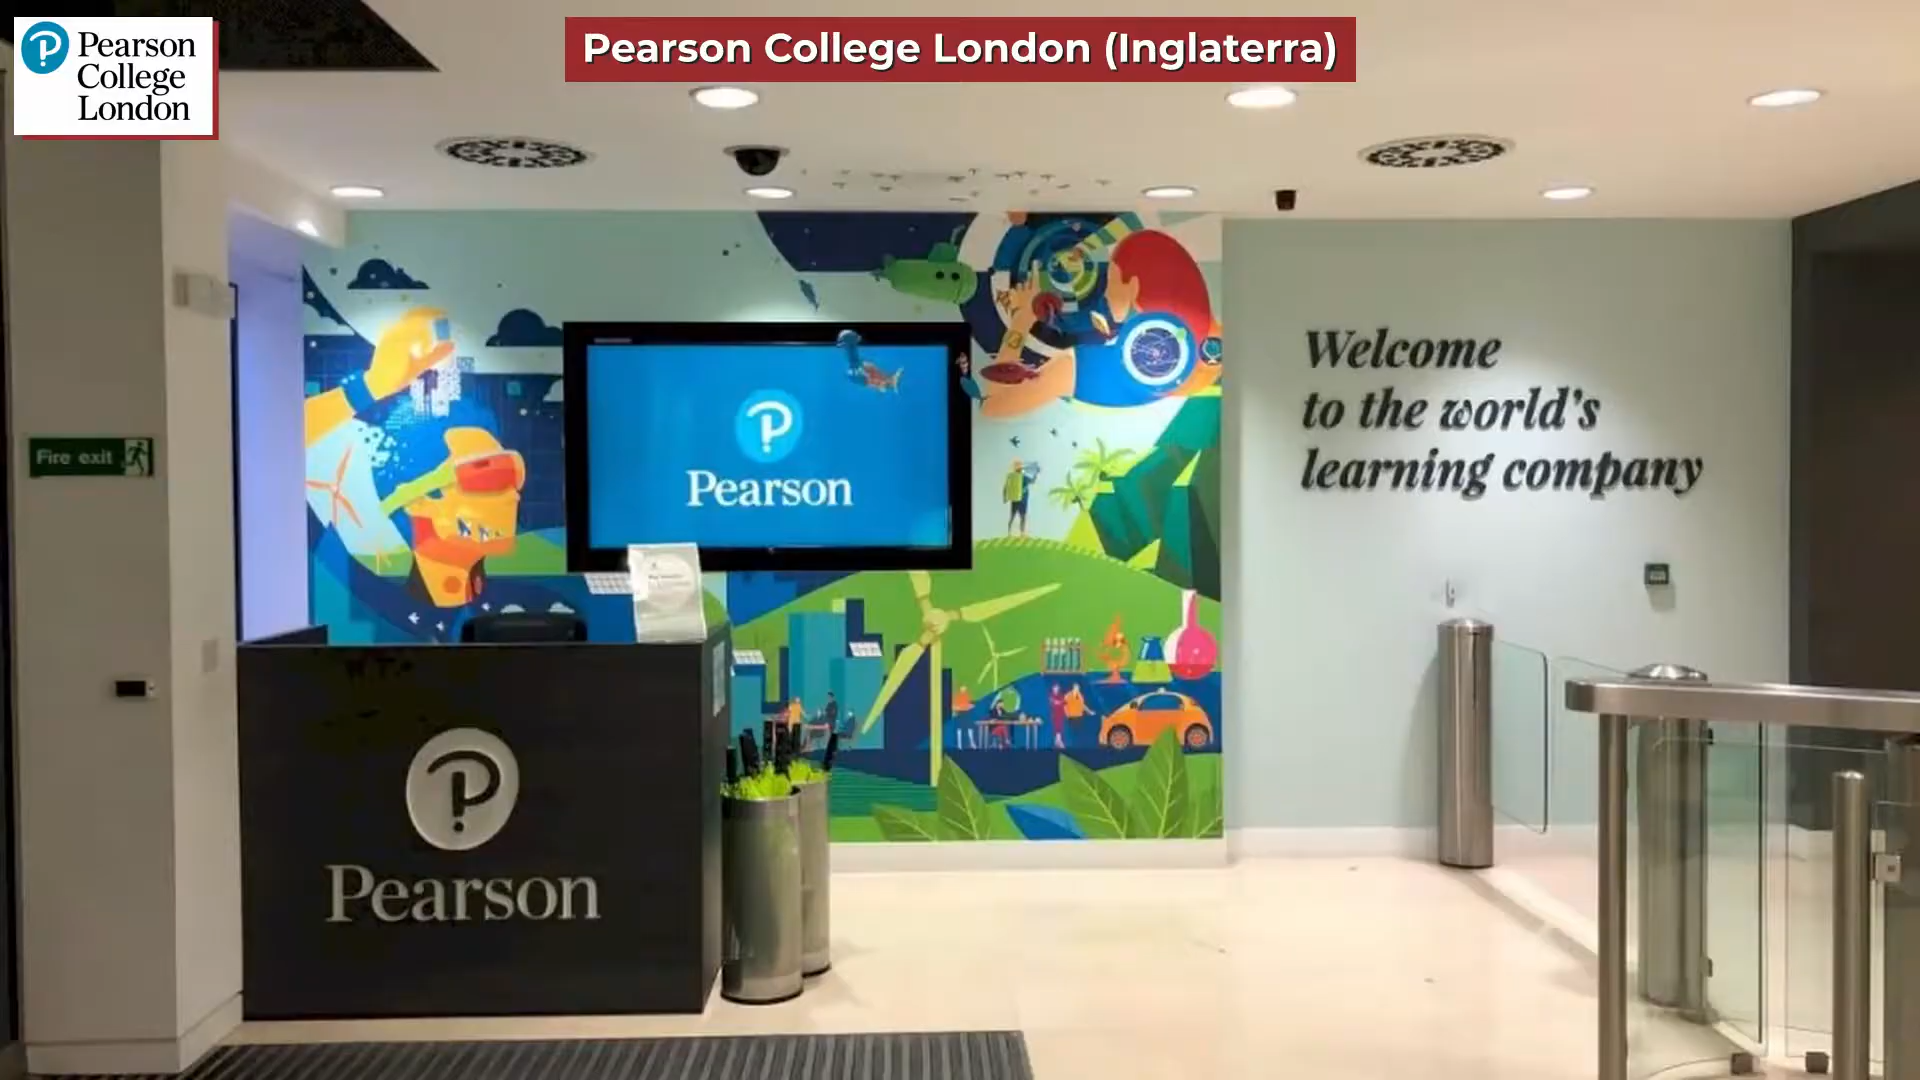 Pearson
College
London
Pearson College London (Inglaterra)
Welcome
to the world's
learning company
Pearson
Fire exit
Pearson